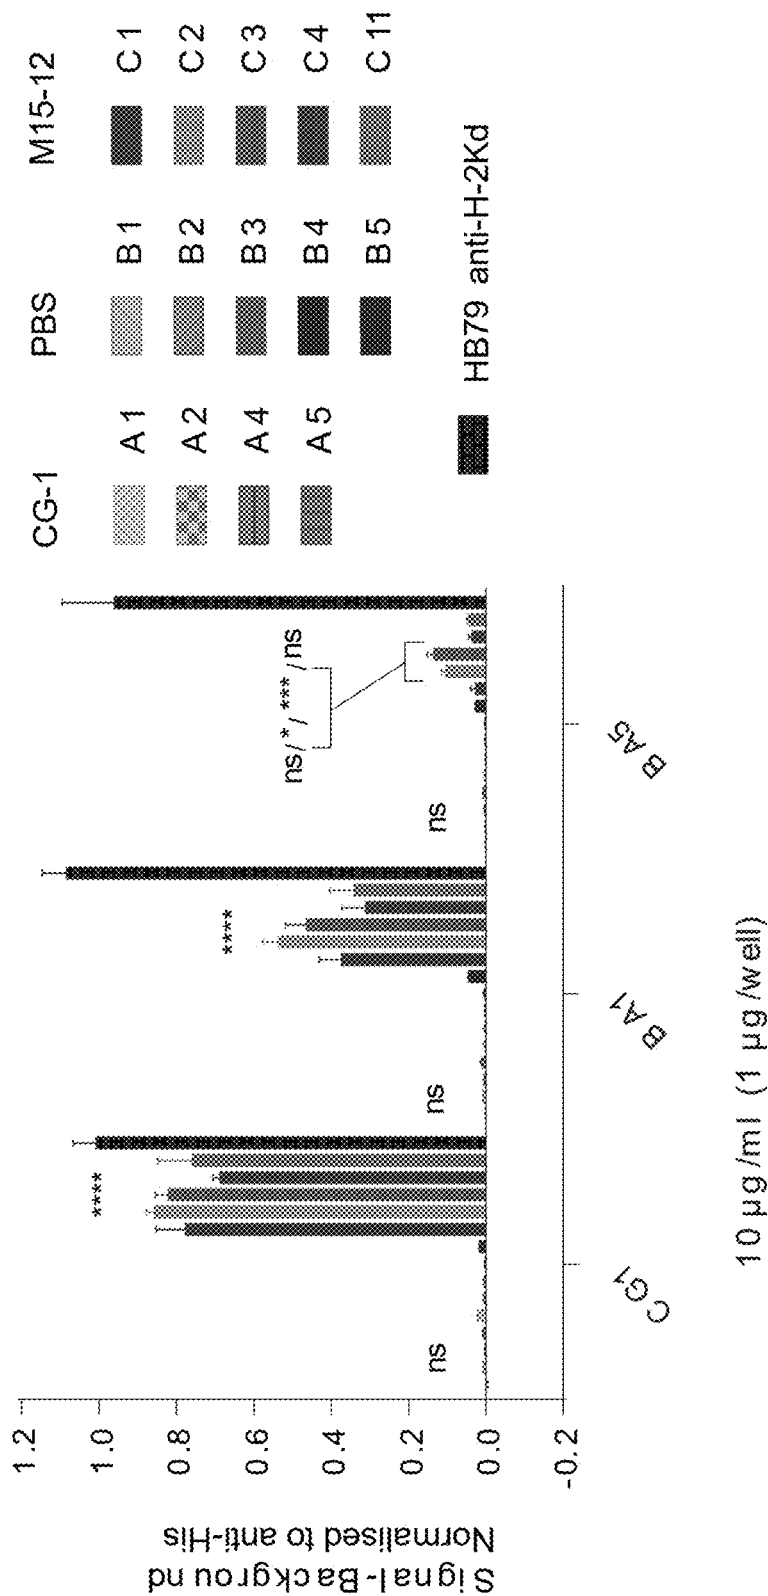 CG-1 PBS M15-12
A1 B1 C1
A2 B2 C2
A4 B3 C3
A5 B4 C4
B5 C11
HB79 anti-H-2Kd
Signal-Background
Normalised to anti-His
1.2
1.0
0.8
0.6
0.4
0.2
0.0
-0.2
ns
****
ns
****
ns
ns/*/***/ns
CG1
BA1
BA5
10 µg/ml (1 µg/well)